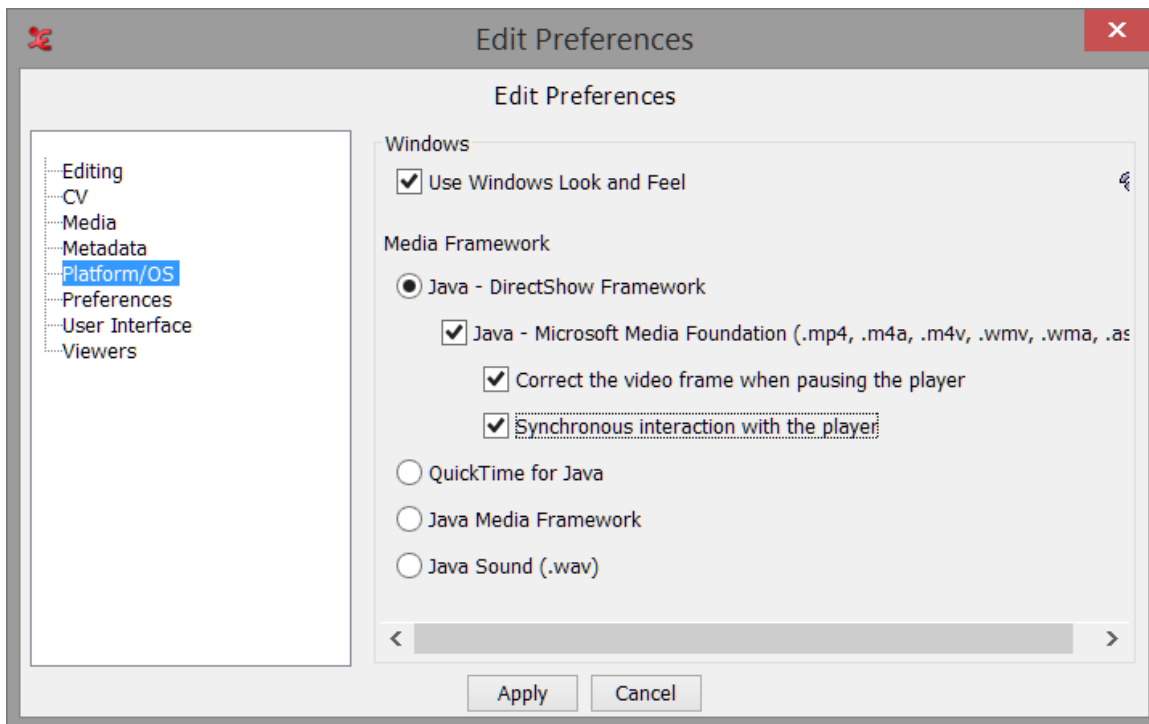 Edit Preferences
Edit Preferences
Editing
CV
Media
Metadata
Platform/OS
Preferences
User Interface
Viewers
Windows
Use Windows Look and Feel
Media Framework
Java - DirectShow Framework
Java - Microsoft Media Foundation (.mp4, .m4a, .m4v, .wmv, .wma, .as
Correct the video frame when pausing the player
Synchronous interaction with the player
QuickTime for Java
Java Media Framework
Java Sound (.wav)
Apply
Cancel